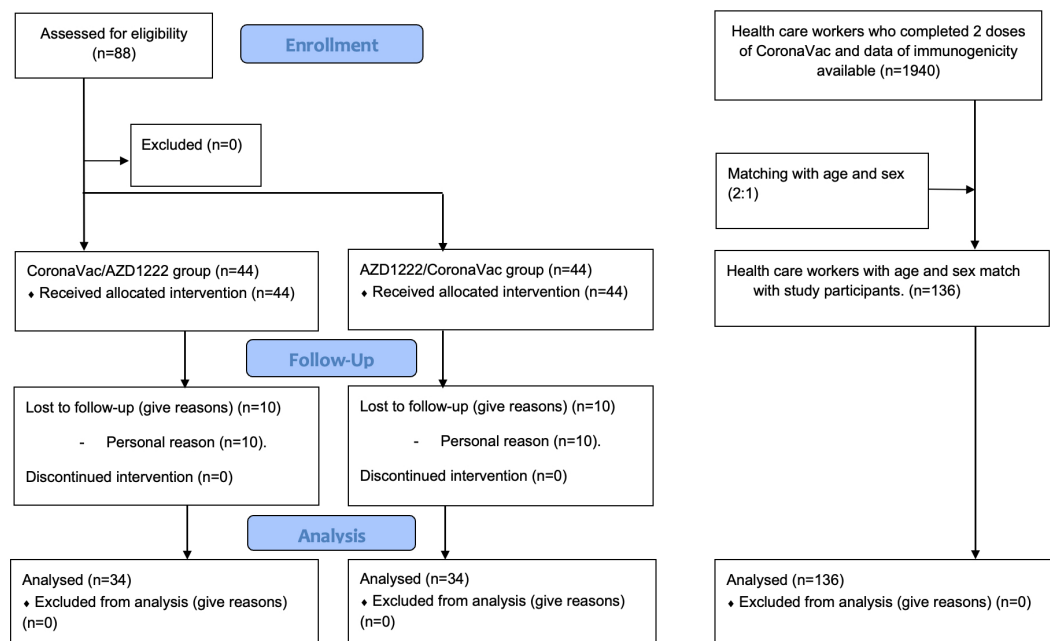 Assessed for eligibility
(n=88)
Enrollment
Health care workers who completed 2 doses
of CoronaVac and data of immunogenicity
available (n=1940)
Excluded (n=0)
Matching with age and sex
(2:1)
CoronaVac/AZD1222 group (n=44)
♦ Received allocated intervention (n=44)
AZD1222/CoronaVac group (n=44)
♦ Received allocated intervention (n=44)
Health care workers with age and sex match
with study participants. (n=136)
Follow-Up
Lost to follow-up (give reasons) (n=10)
- Personal reason (n=10).
Discontinued intervention (n=0)
Lost to follow-up (give reasons) (n=10)
- Personal reason (n=10).
Discontinued intervention (n=0)
Analysis
Analysed (n=34)
♦ Excluded from analysis (give reasons)
(n=0)
Analysed (n=34)
♦ Excluded from analysis (give reasons)
(n=0)
Analysed (n=136)
♦ Excluded from analysis (give reasons) (n=0)